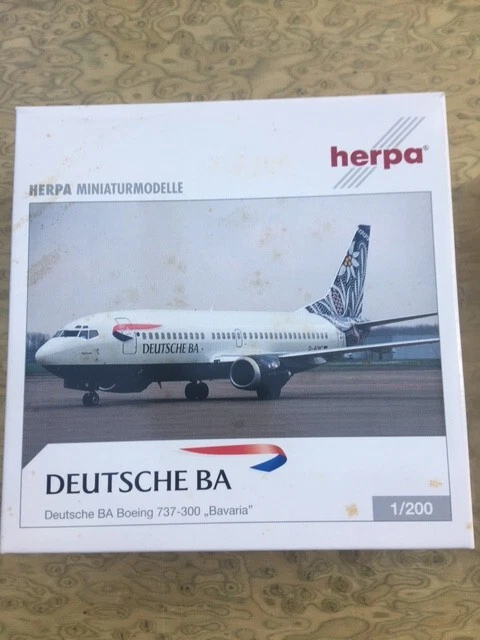 herpa®
HERPA MINIATURMODELLE
DEUTSCHE BA
DEUTSCHE BA
Deutsche BA Boeing 737-300 „Bavaria"
1/200